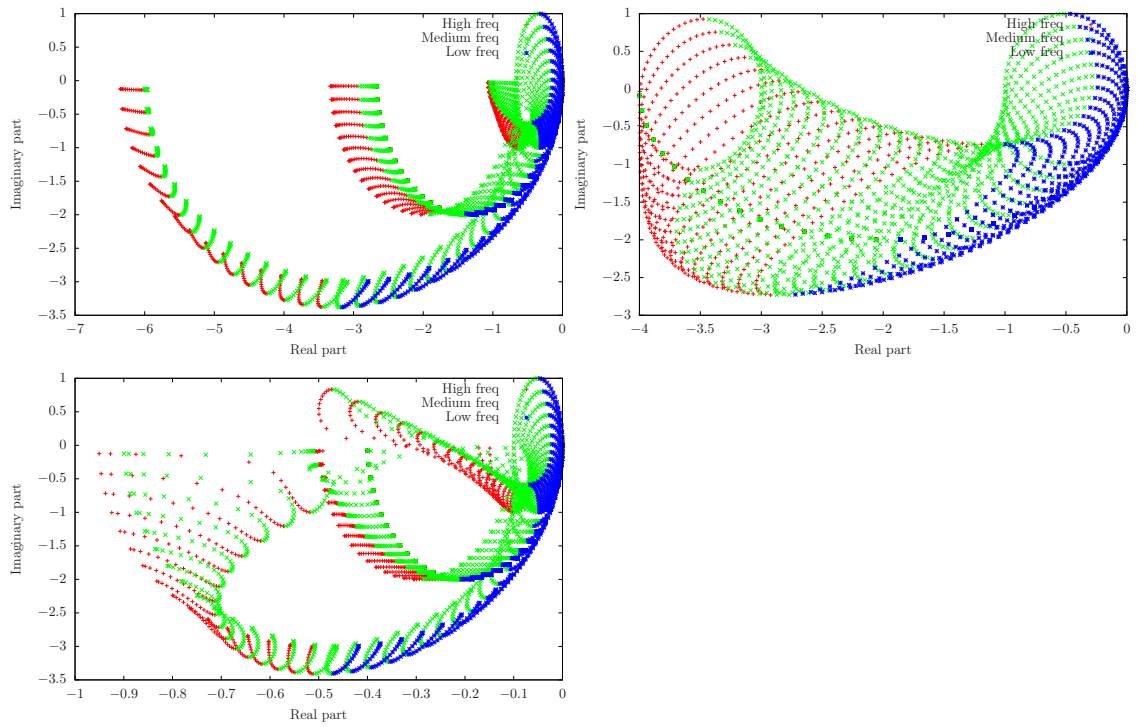 1
0.5
0
−0.5
−1
−1.5
−2
−2.5
−3
−3.5
Imaginary part
−7 −6 −5 −4 −3 −2 −1 0
Real part
High freq
Medium freq
Low freq
1
0.5
0
−0.5
−1
−1.5
−2
−2.5
−3
Imaginary part
−4 −3.5 −3 −2.5 −2 −1.5 −1 −0.5 0
Real part
High freq
Medium freq
Low freq
1
0.5
0
−0.5
−1
−1.5
−2
−2.5
−3
−3.5
Imaginary part
−1 −0.9 −0.8 −0.7 −0.6 −0.5 −0.4 −0.3 −0.2 −0.1 0
Real part
High freq
Medium freq
Low freq